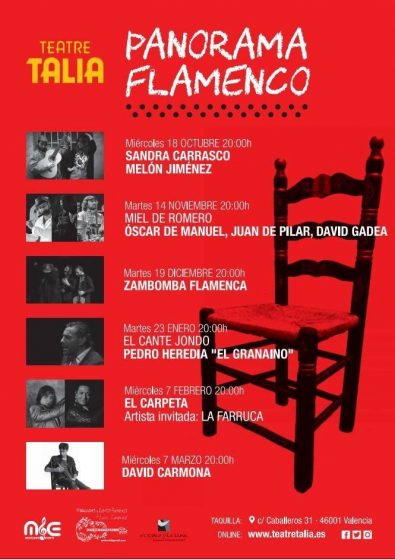 TEATRE
TALIA
PANORAMA
FLAMENCO
Miércoles 18 OCTUBRE 20:00h
SANDRA CARRASCO
MELÓN JIMÉNEZ
Martes 14 NOVIEMBRE 20:00h
MIEL DE ROMERO
ÓSCAR DE MANUEL, JUAN DE PILAR, DAVID GADEA
Martes 19 DICIEMBRE 20:00h
ZAMBOMBA FLAMENCA
Martes 23 ENERO 20:00h
EL CANTE JONDO
PEDRO HEREDIA "EL GRANAINO"
Miércoles 7 FEBRERO 20:00h
EL CARPETA
Artista invitada: LA FARRUCA
Miércoles 7 MARZO 20:00h
DAVID CARMONA
TAQUILLA: c/ Caballeros 31 · 46001 Valencia
ONLINE: www.teatretalia.es